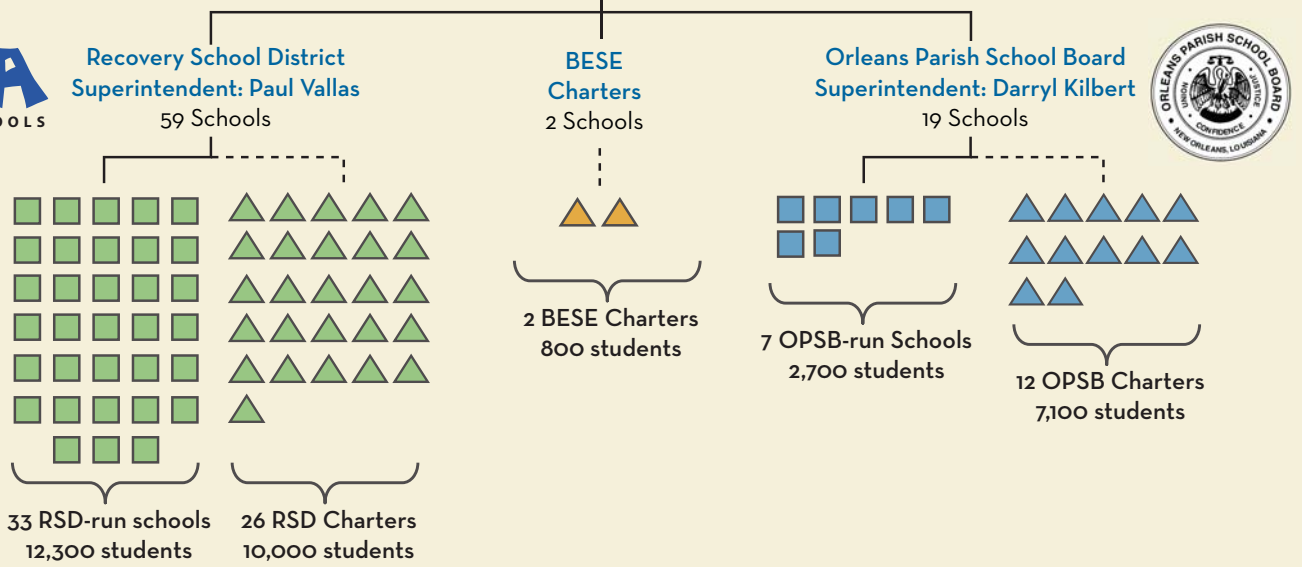 Recovery School District
Superintendent: Paul Vallas
59 Schools
BESE
Charters
2 Schools
Orleans Parish School Board
Superintendent: Darryl Kilbert
19 Schools
ORLEANS PARISH SCHOOL BOARD
UNION
JUSTICE
CONFIDENCE
NEW ORLEANS, LOUISIANA
2 BESE Charters
800 students
7 OPSB-run Schools
2,700 students
12 OPSB Charters
7,100 students
33 RSD-run schools
12,300 students
26 RSD Charters
10,000 students